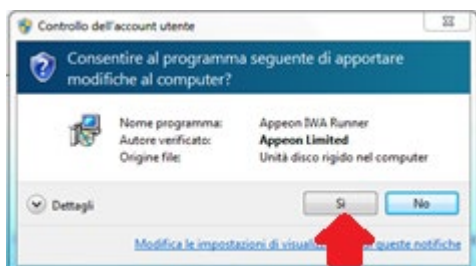 Controllo dell'account utente
Consentire al programma seguente di apportare
modifiche al computer?
Nome programma: Appeon IWA Runner
Autore verificato: Appeon Limited
Origine file: Unità disco rigido nel computer
Dettagli
Sì
No
Modifica le impostazioni di queste notifiche